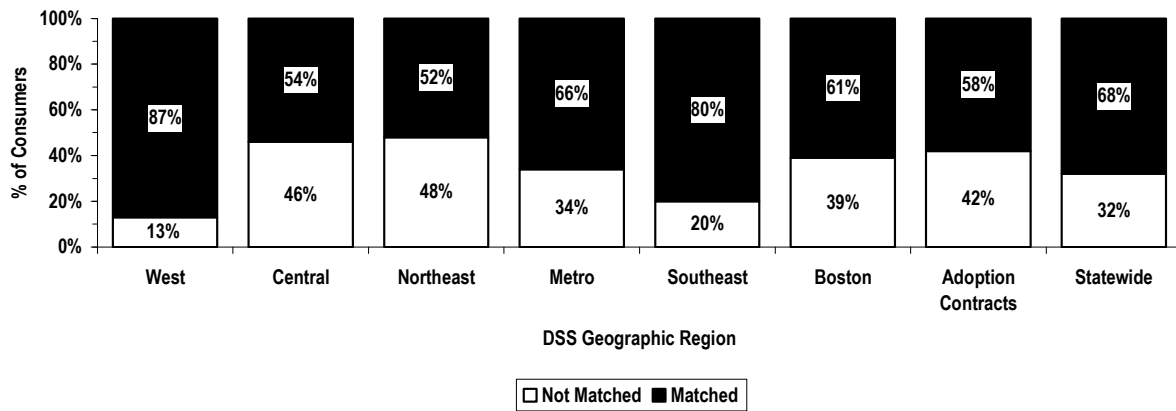 100%
80%
60%
40%
20%
0%
% of Consumers
87%
54%
52%
66%
80%
61%
58%
68%
13%
46%
48%
34%
20%
39%
42%
32%
West
Central
Northeast
Metro
Southeast
Boston
Adoption
Contracts
Statewide
DSS Geographic Region
Not Matched
Matched